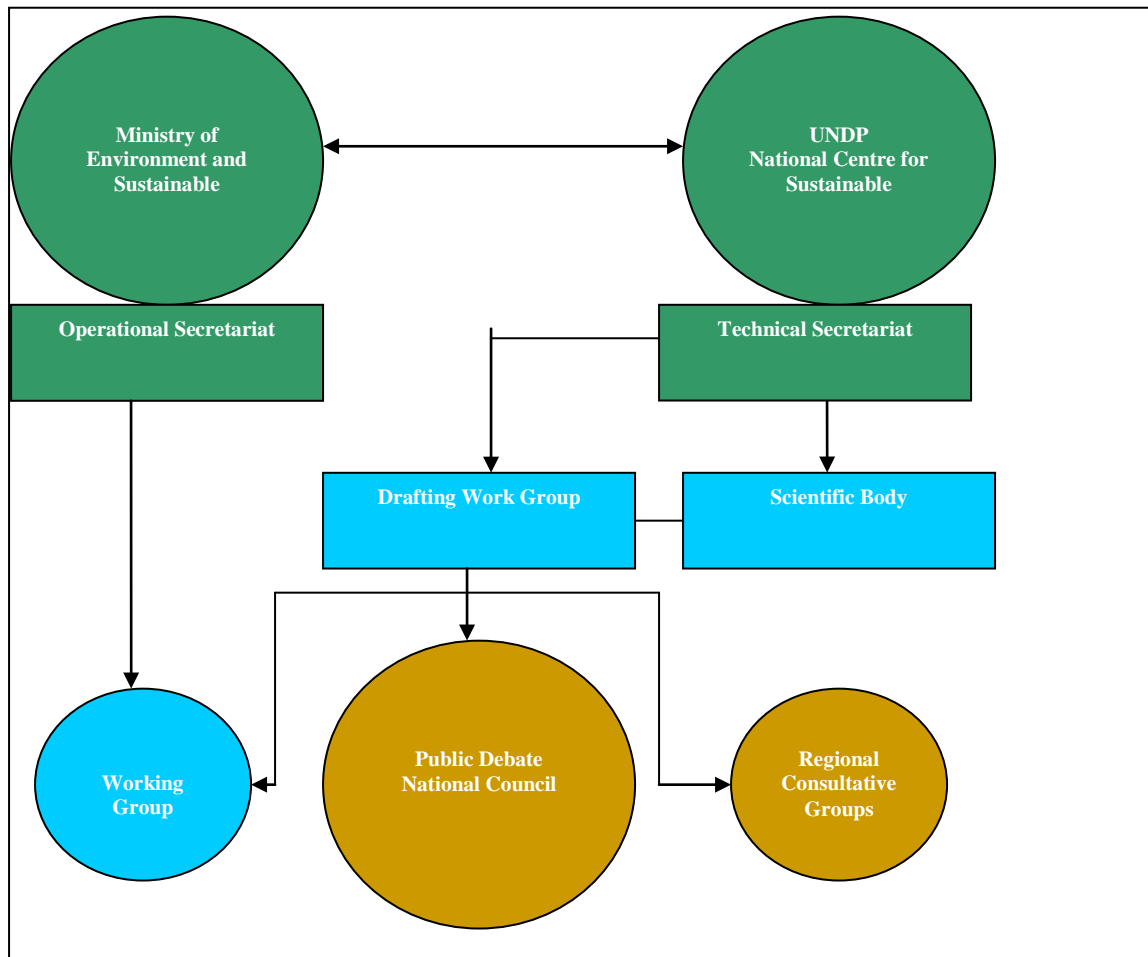 Ministry of
Environment and
Sustainable
UNDP
National Centre for
Sustainable
Operational Secretariat
Technical Secretariat
Drafting Work Group
Scientific Body
Working
Group
Public Debate
National Council
Regional
Consultative
Groups